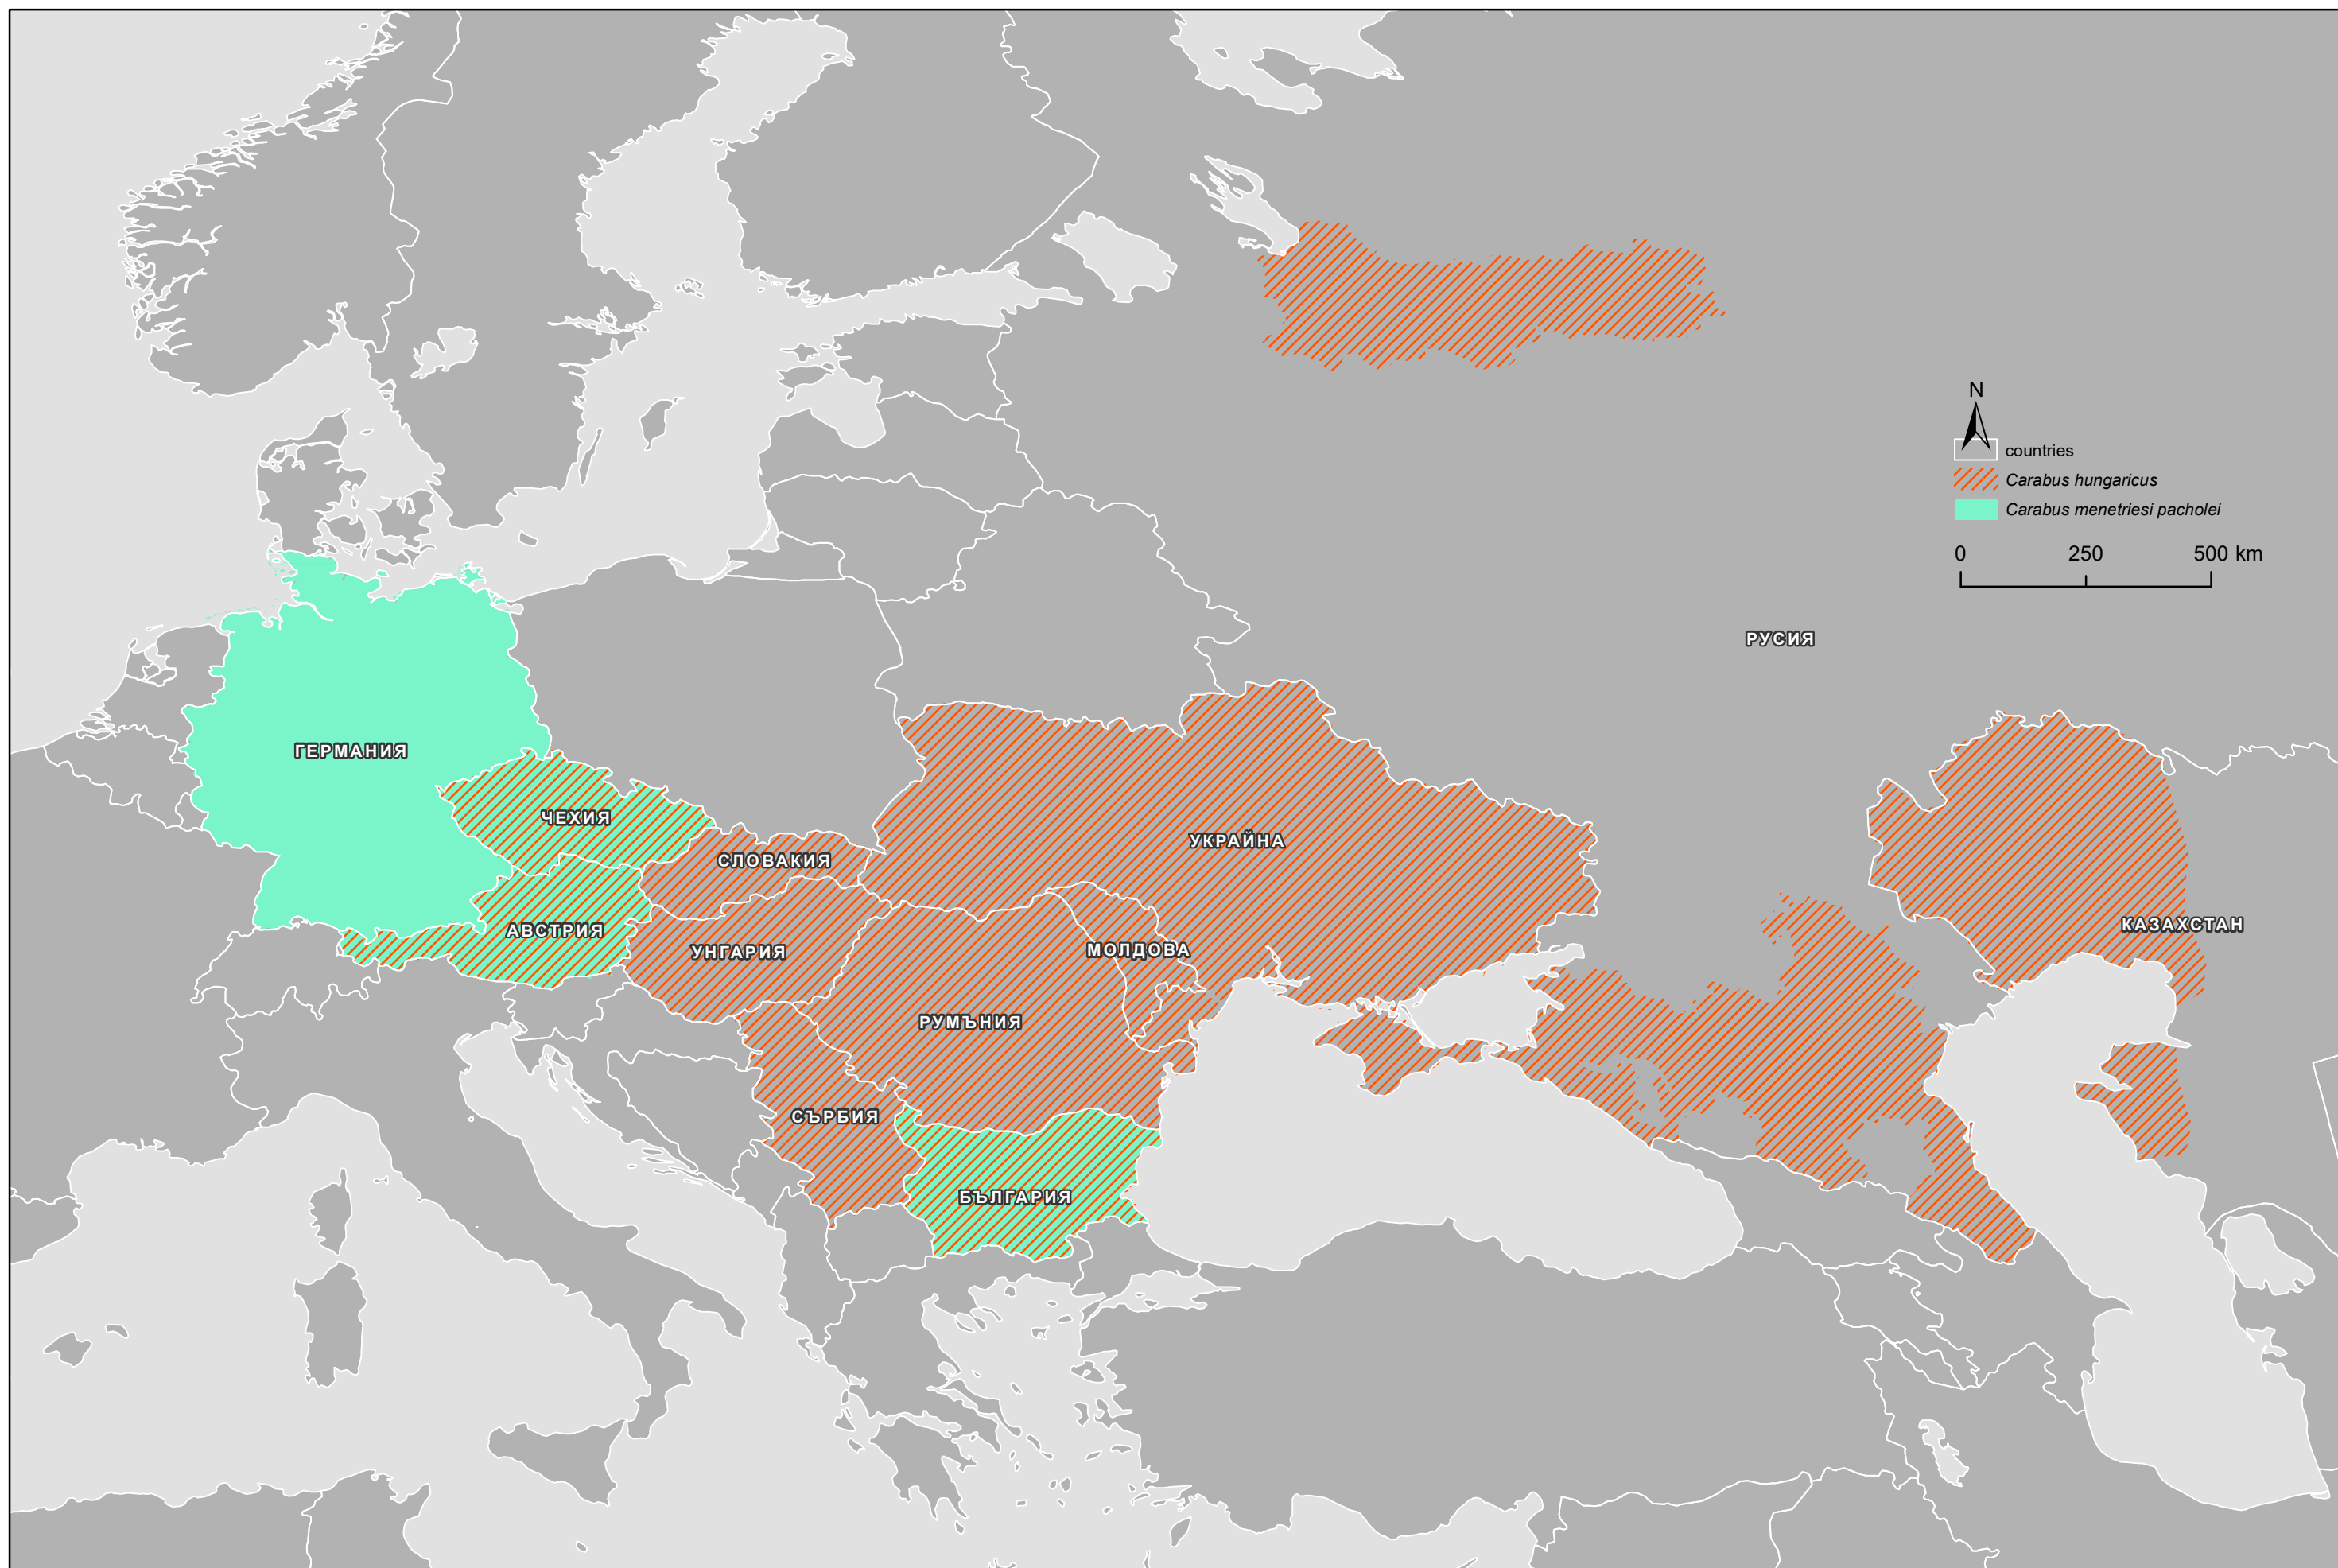 N
countries
Carabus hungaricus
Carabus menetriesi pacholei
0 250 500 km
РУСИЯ
ГЕРМАНИЯ
ЧЕХИЯ
СЛОВАКИЯ
УКРАЙНА
АВСТРИЯ
УНГАРИЯ
МОЛДОВА
КАЗАХСТАН
РУМЪНИЯ
СЪРБИЯ
БЪЛГАРИЯ